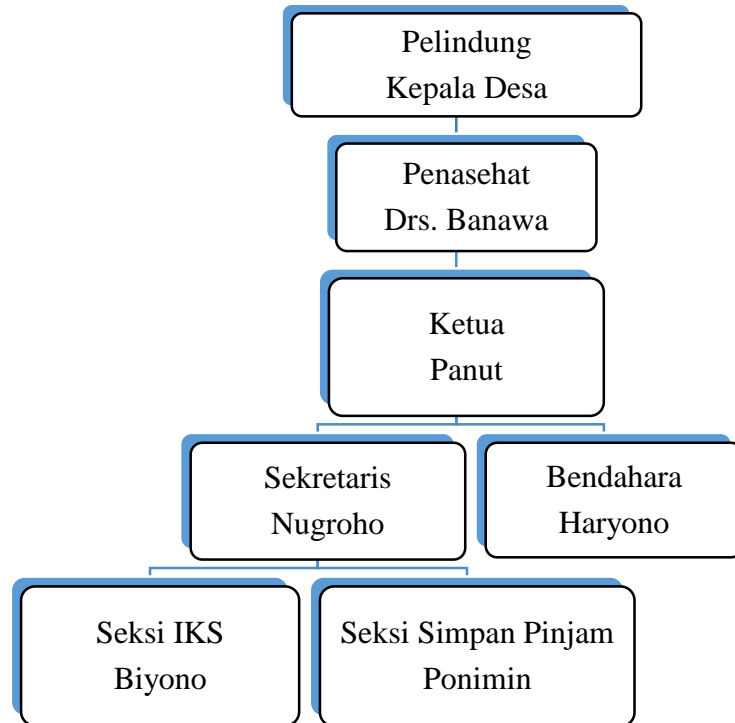 Pelindung
Kepala Desa
Penasehat
Drs. Banawa
Ketua
Panut
Sekretaris
Nugroho
Bendahara
Haryono
Seksi IKS
Biyono
Seksi Simpan Pinjam
Ponimin